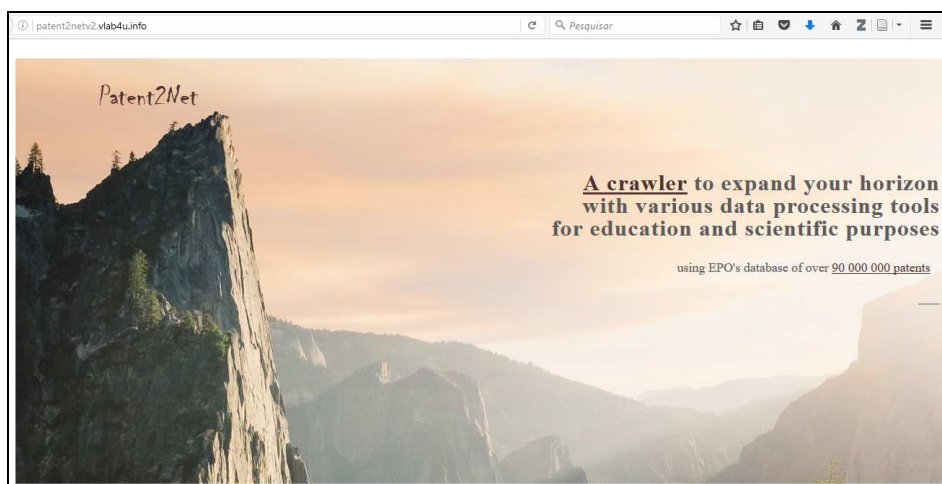 patent2netv2.vlab4u.info
Pesquisar
Patent2Net
A crawler to expand your horizon
with various data processing tools
for education and scientific purposes
using EPO's database of over 90 000 000 patents